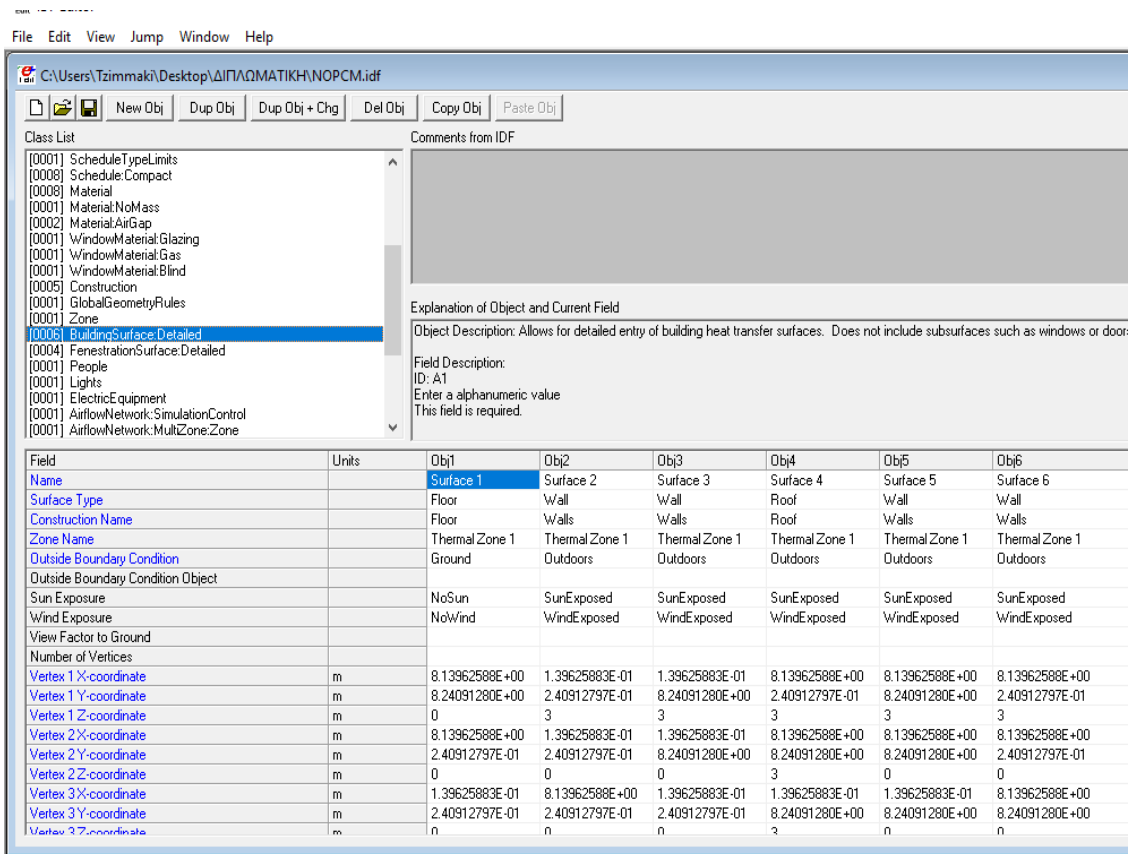 File Edit View Jump Window Help
C:\Users\Tzimmaki\Desktop\ΔΙΠΛΩΜΑΤΙΚΗ\NOPCM.idf
New Obj Dup Obj Dup Obj + Chg Del Obj Copy Obj Paste Obj
Class List
Comments from IDF
[0001] ScheduleTypeLimits
[0008] Schedule:Compact
[0008] Material
[0001] Material:NoMass
[0002] Material:AirGap
[0001] WindowMaterial:Glazing
[0001] WindowMaterial:Gas
[0001] WindowMaterial:Blind
[0005] Construction
[0001] GlobalGeometryRules
[0001] Zone
[0006] BuildingSurface:Detailed
[0004] FenestrationSurface:Detailed
[0001] People
[0001] Lights
[0001] ElectricEquipment
[0001] AirflowNetwork:SimulationControl
[0001] AirflowNetwork:MultiZone:Zone
Explanation of Object and Current Field
Object Description: Allows for detailed entry of building heat transfer surfaces. Does not include subsurfaces such as windows or doors
Field Description:
ID: A1
Enter a alphanumeric value
This field is required.
Field Units Obj1 Obj2 Obj3 Obj4 Obj5 Obj6
Name Surface 1 Surface 2 Surface 3 Surface 4 Surface 5 Surface 6
Surface Type Floor Wall Wall Roof Wall Wall
Construction Name Floor Walls Walls Roof Walls Walls
Zone Name Thermal Zone 1 Thermal Zone 1 Thermal Zone 1 Thermal Zone 1 Thermal Zone 1 Thermal Zone 1
Outside Boundary Condition Ground Outdoors Outdoors Outdoors Outdoors Outdoors
Outside Boundary Condition Object
Sun Exposure NoSun SunExposed SunExposed SunExposed SunExposed SunExposed
Wind Exposure NoWind WindExposed WindExposed WindExposed WindExposed WindExposed
View Factor to Ground
Number of Vertices
Vertex 1 X-coordinate m 8.13962588E+00 1.39625883E-01 1.39625883E-01 8.13962588E+00 8.13962588E+00 8.13962588E+00
Vertex 1 Y-coordinate m 8.24091280E+00 2.40912797E-01 8.24091280E+00 2.40912797E-01 8.24091280E+00 2.40912797E-01
Vertex 1 Z-coordinate m 0 3 3 3 3 3
Vertex 2 X-coordinate m 8.13962588E+00 1.39625883E-01 1.39625883E-01 8.13962588E+00 8.13962588E+00 8.13962588E+00
Vertex 2 Y-coordinate m 2.40912797E-01 2.40912797E-01 8.24091280E+00 8.24091280E+00 8.24091280E+00 2.40912797E-01
Vertex 2 Z-coordinate m 0 0 0 3 0 0
Vertex 3 X-coordinate m 1.39625883E-01 8.13962588E+00 1.39625883E-01 1.39625883E-01 1.39625883E-01 8.13962588E+00
Vertex 3 Y-coordinate m 2.40912797E-01 2.40912797E-01 2.40912797E-01 8.24091280E+00 8.24091280E+00 8.24091280E+00
Vertex 3 Z-coordinate m 0 0 0 3 0 0